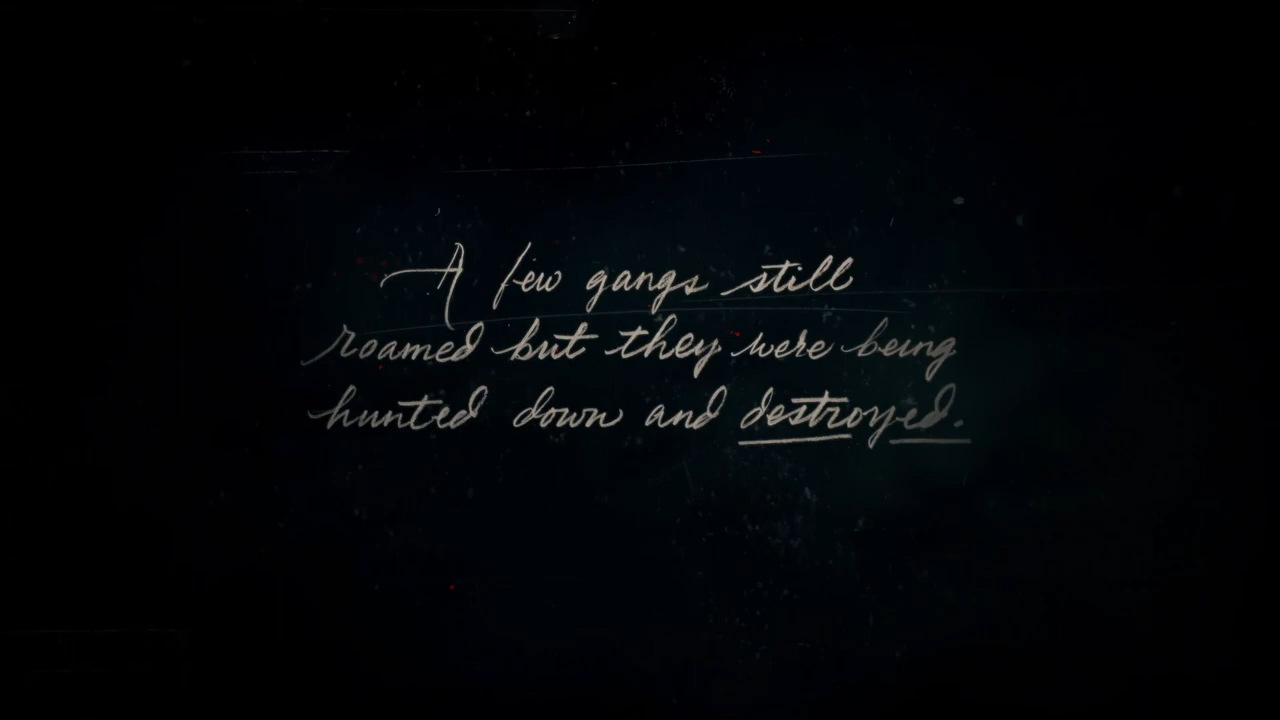 A few gangs still
roamed but they were being
hunted down and destroyed.